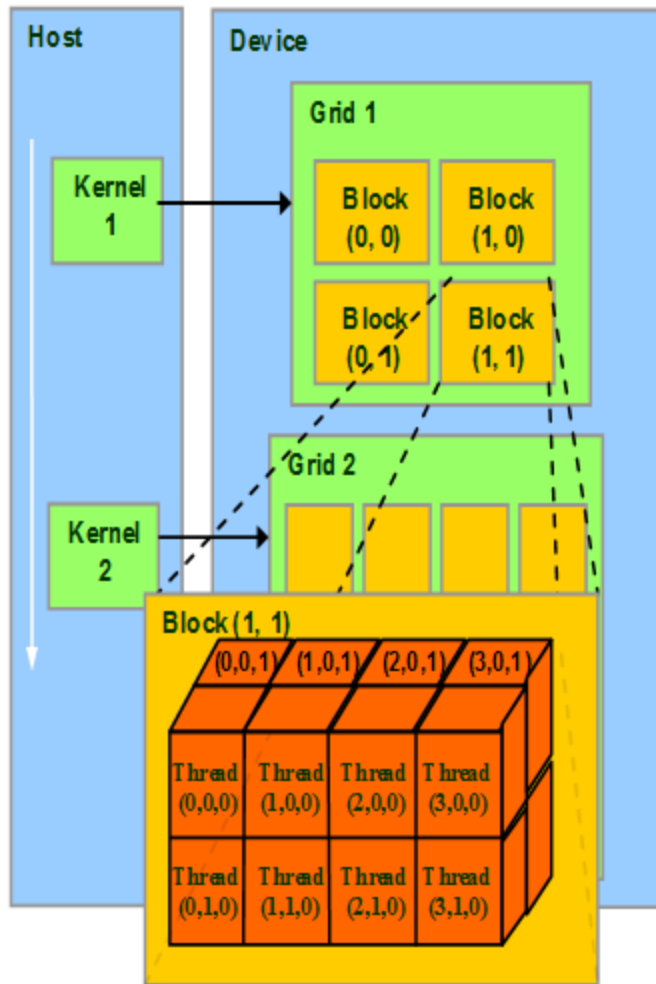 Host
Device
Grid 1
Kernel
1
Block
(0, 0)
Block
(1, 0)
Block
(0, 1)
Block
(1, 1)
Grid 2
Kernel
2
Block (1, 1)
(0,0,1)
(1,0,1)
(2,0,1)
(3,0,1)
Thread
(0,0,0)
Thread
(1,0,0)
Thread
(2,0,0)
Thread
(3,0,0)
Thread
(0,1,0)
Thread
(1,1,0)
Thread
(2,1,0)
Thread
(3,1,0)